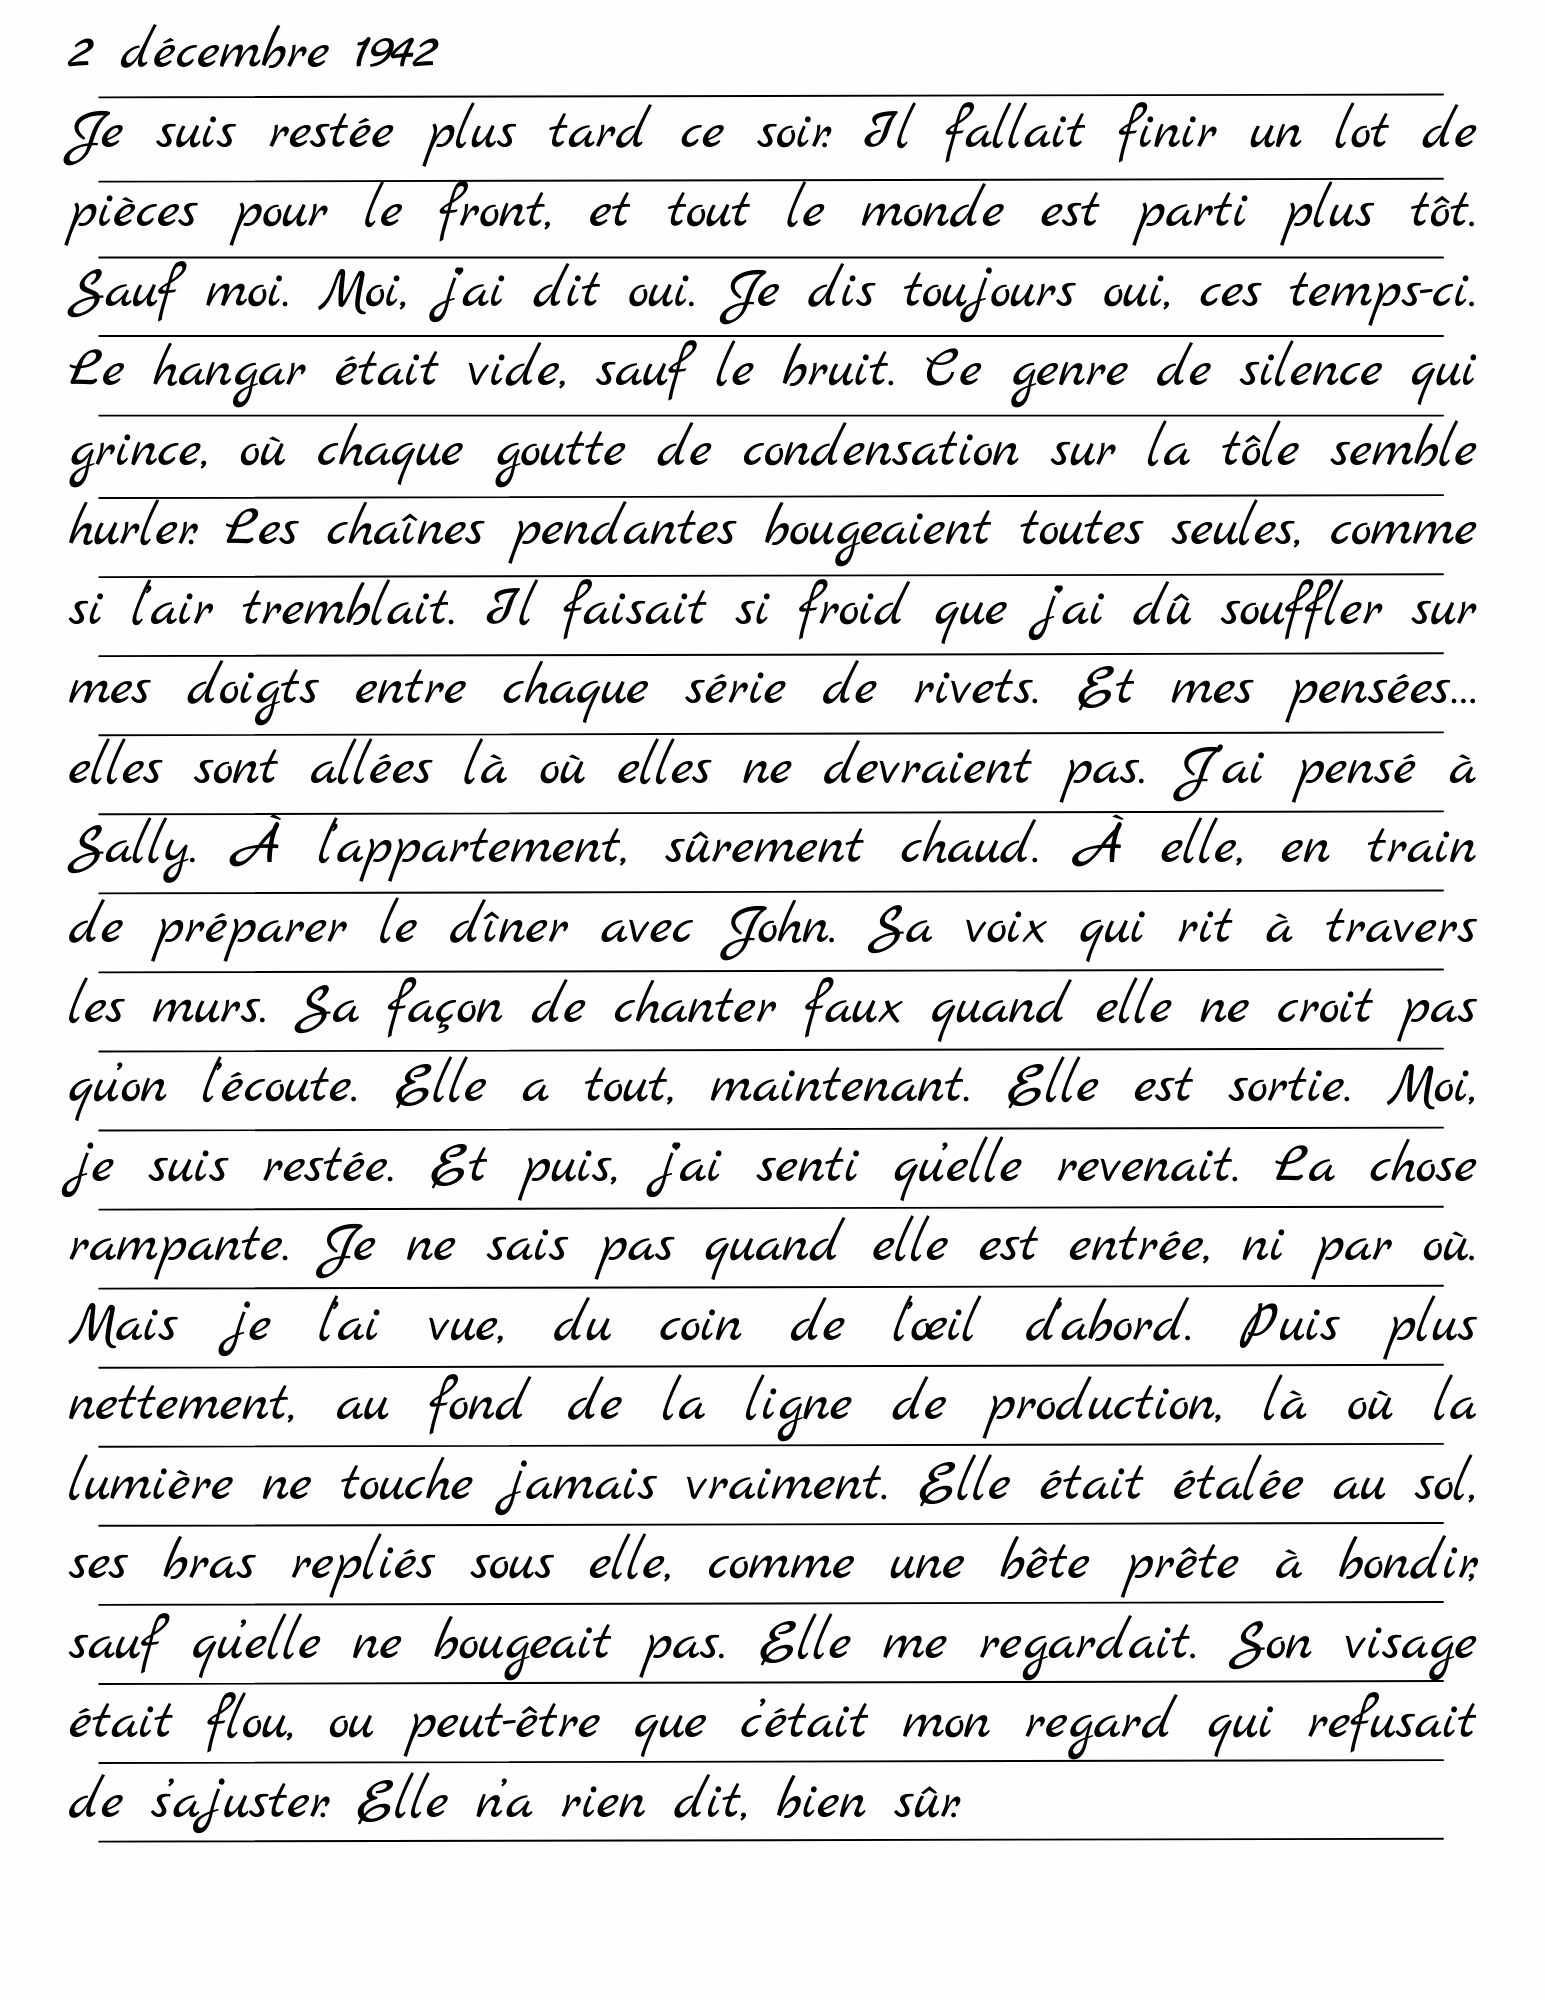 2 décembre 1942
Je suis restée plus tard ce soir. Il fallait finir un lot de
pièces pour le front, et tout le monde est parti plus tôt.
Sauf moi. Moi, j'ai dit oui. Je dis toujours oui, ces temps-ci.
Le hangar était vide, sauf le bruit. Ce genre de silence qui
grince, où chaque goutte de condensation sur la tôle semble
hurler. Les chaînes pendantes bougeaient toutes seules, comme
si l'air tremblait. Il faisait si froid que j'ai dû souffler sur
mes doigts entre chaque série de rivets. Et mes pensées...
elles sont allées là où elles ne devraient pas. J'ai pensé à
Sally. À l'appartement, sûrement chaud. À elle, en train
de préparer le dîner avec John. Sa voix qui rit à travers
les murs. Sa façon de chanter faux quand elle ne croit pas
qu'on l'écoute. Elle a tout, maintenant. Elle est sortie. Moi,
je suis restée. Et puis, j'ai senti qu'elle revenait. La chose
rampante. Je ne sais pas quand elle est entrée, ni par où.
Mais je l'ai vue, du coin de l'œil d'abord. Puis plus
nettement, au fond de la ligne de production, là où la
lumière ne touche jamais vraiment. Elle était étalée au sol,
ses bras repliés sous elle, comme une bête prête à bondir,
sauf qu'elle ne bougeait pas. Elle me regardait. Son visage
était flou, ou peut-être que c'était mon regard qui refusait
de s'ajuster. Elle n'a rien dit, bien sûr.